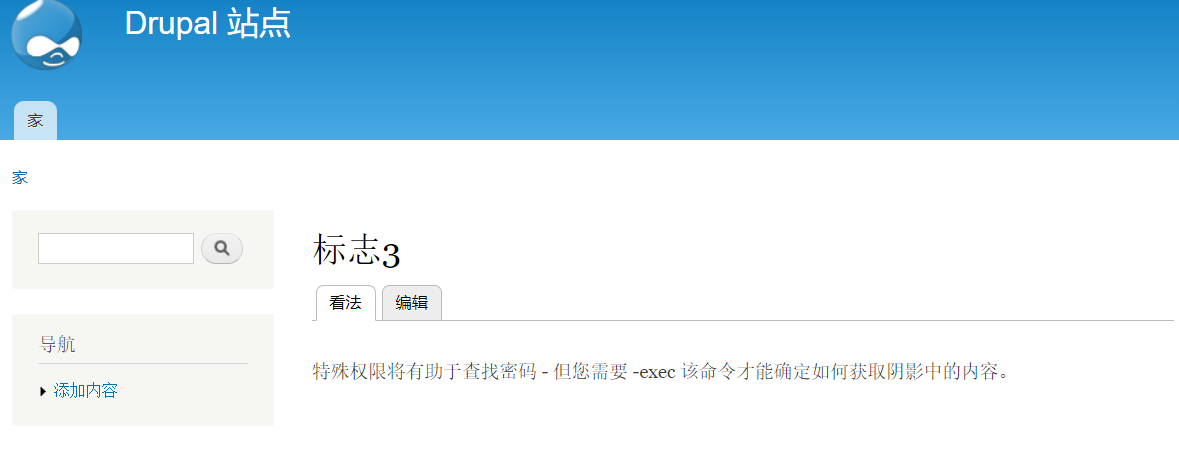 Drupal 站点
家
家
标志3
看法 编辑
导航
添加内容
特殊权限将有助于查找密码 - 但您需要 -exec 该命令才能确定如何获取阴影中的内容。